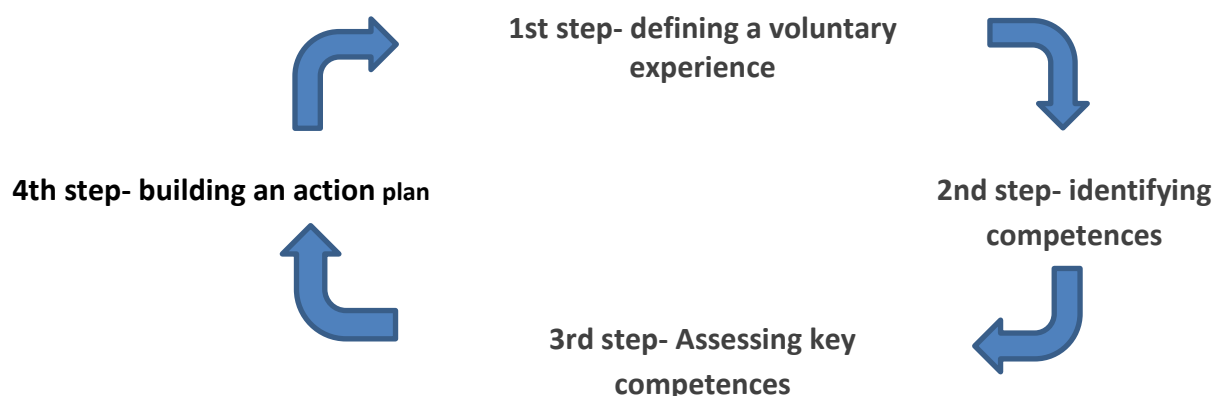 1st step- defining a voluntary
experience
2nd step- identifying
competences
3rd step- Assessing key
competences
4th step- building an action plan